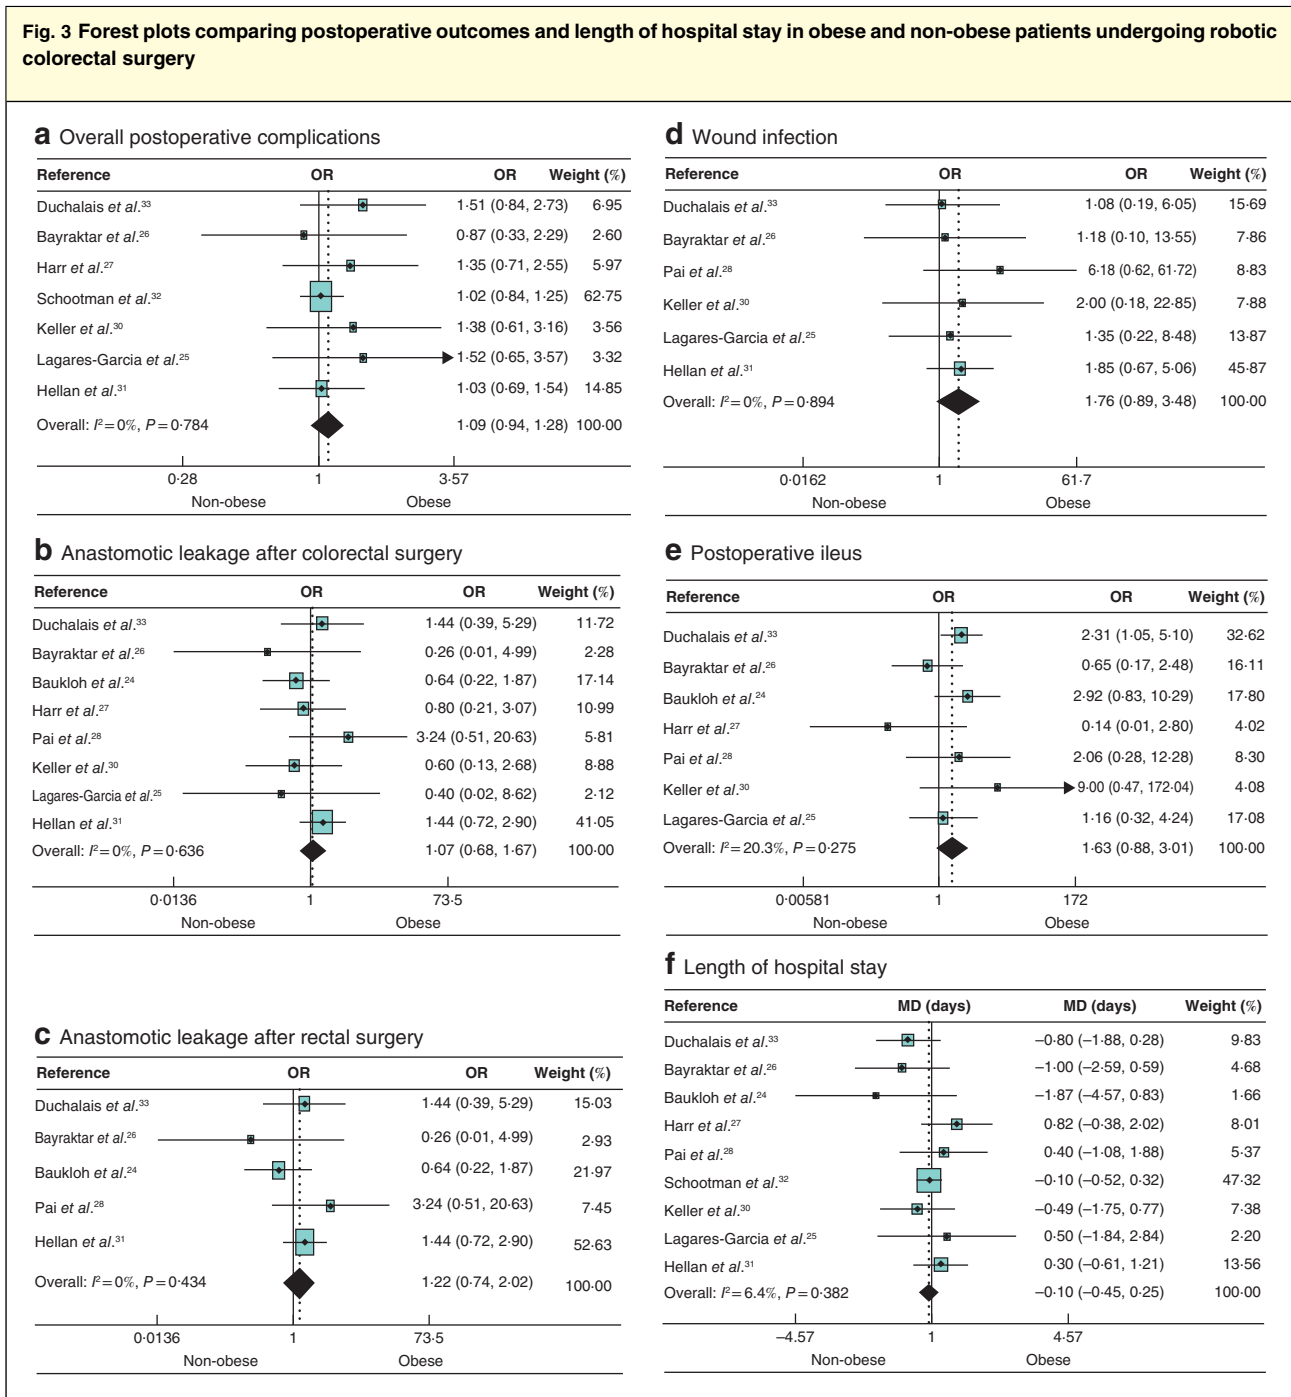 Fig. 3 Forest plots comparing postoperative outcomes and length of hospital stay in obese and non-obese patients undergoing robotic
colorectal surgery
a Overall postoperative complications
Reference OR OR Weight (%)
Duchalais et al.³³ 1·51 (0·84, 2·73) 6·95
Bayraktar et al.²⁶ 0·87 (0·33, 2·29) 2·60
Harr et al.²⁷ 1·35 (0·71, 2·55) 5·97
Schootman et al.³² 1·02 (0·84, 1·25) 62·75
Keller et al.³⁰ 1·38 (0·61, 3·16) 3·56
Lagares-Garcia et al.²⁵ 1·52 (0·65, 3·57) 3·32
Hellan et al.³¹ 1·03 (0·69, 1·54) 14·85
Overall: I² = 0%, P = 0·784 1·09 (0·94, 1·28) 100·00
0·28 1 3·57
Non-obese Obese
b Anastomotic leakage after colorectal surgery
Reference OR OR Weight (%)
Duchalais et al.³³ 1·44 (0·39, 5·29) 11·72
Bayraktar et al.²⁶ 0·26 (0·01, 4·99) 2·28
Baukloh et al.²⁴ 0·64 (0·22, 1·87) 17·14
Harr et al.²⁷ 0·80 (0·21, 3·07) 10·99
Pai et al.²⁸ 3·24 (0·51, 20·63) 5·81
Keller et al.³⁰ 0·60 (0·13, 2·68) 8·88
Lagares-Garcia et al.²⁵ 0·40 (0·02, 8·62) 2·12
Hellan et al.³¹ 1·44 (0·72, 2·90) 41·05
Overall: I² = 0%, P = 0·636 1·07 (0·68, 1·67) 100·00
0·0136 1 73·5
Non-obese Obese
c Anastomotic leakage after rectal surgery
Reference OR OR Weight (%)
Duchalais et al.³³ 1·44 (0·39, 5·29) 15·03
Bayraktar et al.²⁶ 0·26 (0·01, 4·99) 2·93
Baukloh et al.²⁴ 0·64 (0·22, 1·87) 21·97
Pai et al.²⁸ 3·24 (0·51, 20·63) 7·45
Hellan et al.³¹ 1·44 (0·72, 2·90) 52·63
Overall: I² = 0%, P = 0·434 1·22 (0·74, 2·02) 100·00
0·0136 1 73·5
Non-obese Obese
d Wound infection
Reference OR OR Weight (%)
Duchalais et al.³³ 1·08 (0·19, 6·05) 15·69
Bayraktar et al.²⁶ 1·18 (0·10, 13·55) 7·86
Pai et al.²⁸ 6·18 (0·62, 61·72) 8·83
Keller et al.³⁰ 2·00 (0·18, 22·85) 7·88
Lagares-Garcia et al.²⁵ 1·35 (0·22, 8·48) 13·87
Hellan et al.³¹ 1·85 (0·67, 5·06) 45·87
Overall: I² = 0%, P = 0·894 1·76 (0·89, 3·48) 100·00
0·0162 1 61·7
Non-obese Obese
e Postoperative ileus
Reference OR OR Weight (%)
Duchalais et al.³³ 2·31 (1·05, 5·10) 32·62
Bayraktar et al.²⁶ 0·65 (0·17, 2·48) 16·11
Baukloh et al.²⁴ 2·92 (0·83, 10·29) 17·80
Harr et al.²⁷ 0·14 (0·01, 2·80) 4·02
Pai et al.²⁸ 2·06 (0·28, 12·28) 8·30
Keller et al.³⁰ 9·00 (0·47, 172·04) 4·08
Lagares-Garcia et al.²⁵ 1·16 (0·32, 4·24) 17·08
Overall: I² = 20·3%, P = 0·275 1·63 (0·88, 3·01) 100·00
0·00581 1 172
Non-obese Obese
f Length of hospital stay
Reference MD (days) MD (days) Weight (%)
Duchalais et al.³³ –0·80 (–1·88, 0·28) 9·83
Bayraktar et al.²⁶ –1·00 (–2·59, 0·59) 4·68
Baukloh et al.²⁴ –1·87 (–4·57, 0·83) 1·66
Harr et al.²⁷ 0·82 (–0·38, 2·02) 8·01
Pai et al.²⁸ 0·40 (–1·08, 1·88) 5·37
Schootman et al.³² –0·10 (–0·52, 0·32) 47·32
Keller et al.³⁰ –0·49 (–1·75, 0·77) 7·38
Lagares-Garcia et al.²⁵ 0·50 (–1·84, 2·84) 2·20
Hellan et al.³¹ 0·30 (–0·61, 1·21) 13·56
Overall: I² = 6·4%, P = 0·382 –0·10 (–0·45, 0·25) 100·00
–4·57 1 4·57
Non-obese Obese